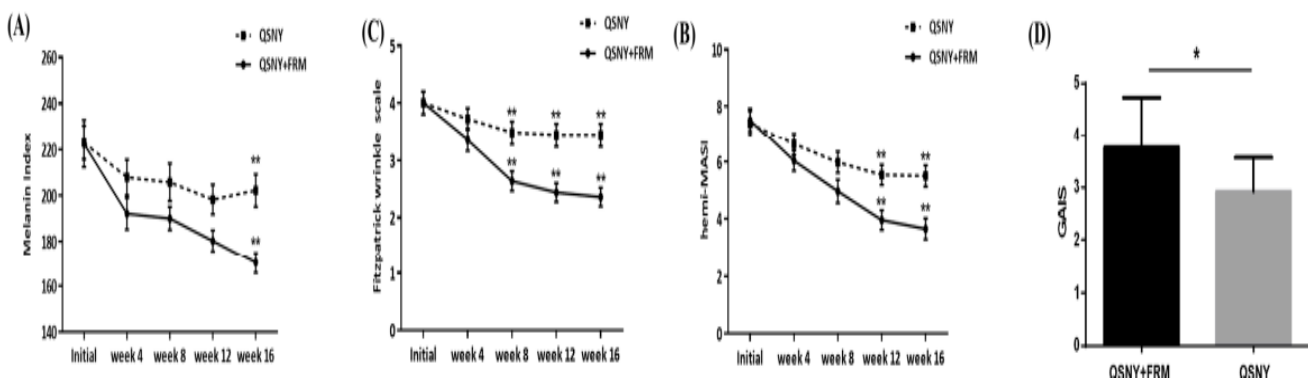 (A)
QSNY
QSNY+FRM
Melanin Index
260
240
220
200
180
160
140
Initial week 4 week 8 week 12 week 16
**
**
(C)
QSNY
QSNY+FRM
Fitzpatrick wrinkle scale
5
4
3
2
1
0
Initial week 4 week 8 week 12 week 16
** ** **
** ** **
(B)
QSNY
QSNY+FRM
hemi-MASI
10
8
6
4
2
0
Initial week 4 week 8 week 12 week 16
** **
** **
(D)
*
GAIS
5
4
3
2
1
0
QSNY+FRM QSNY